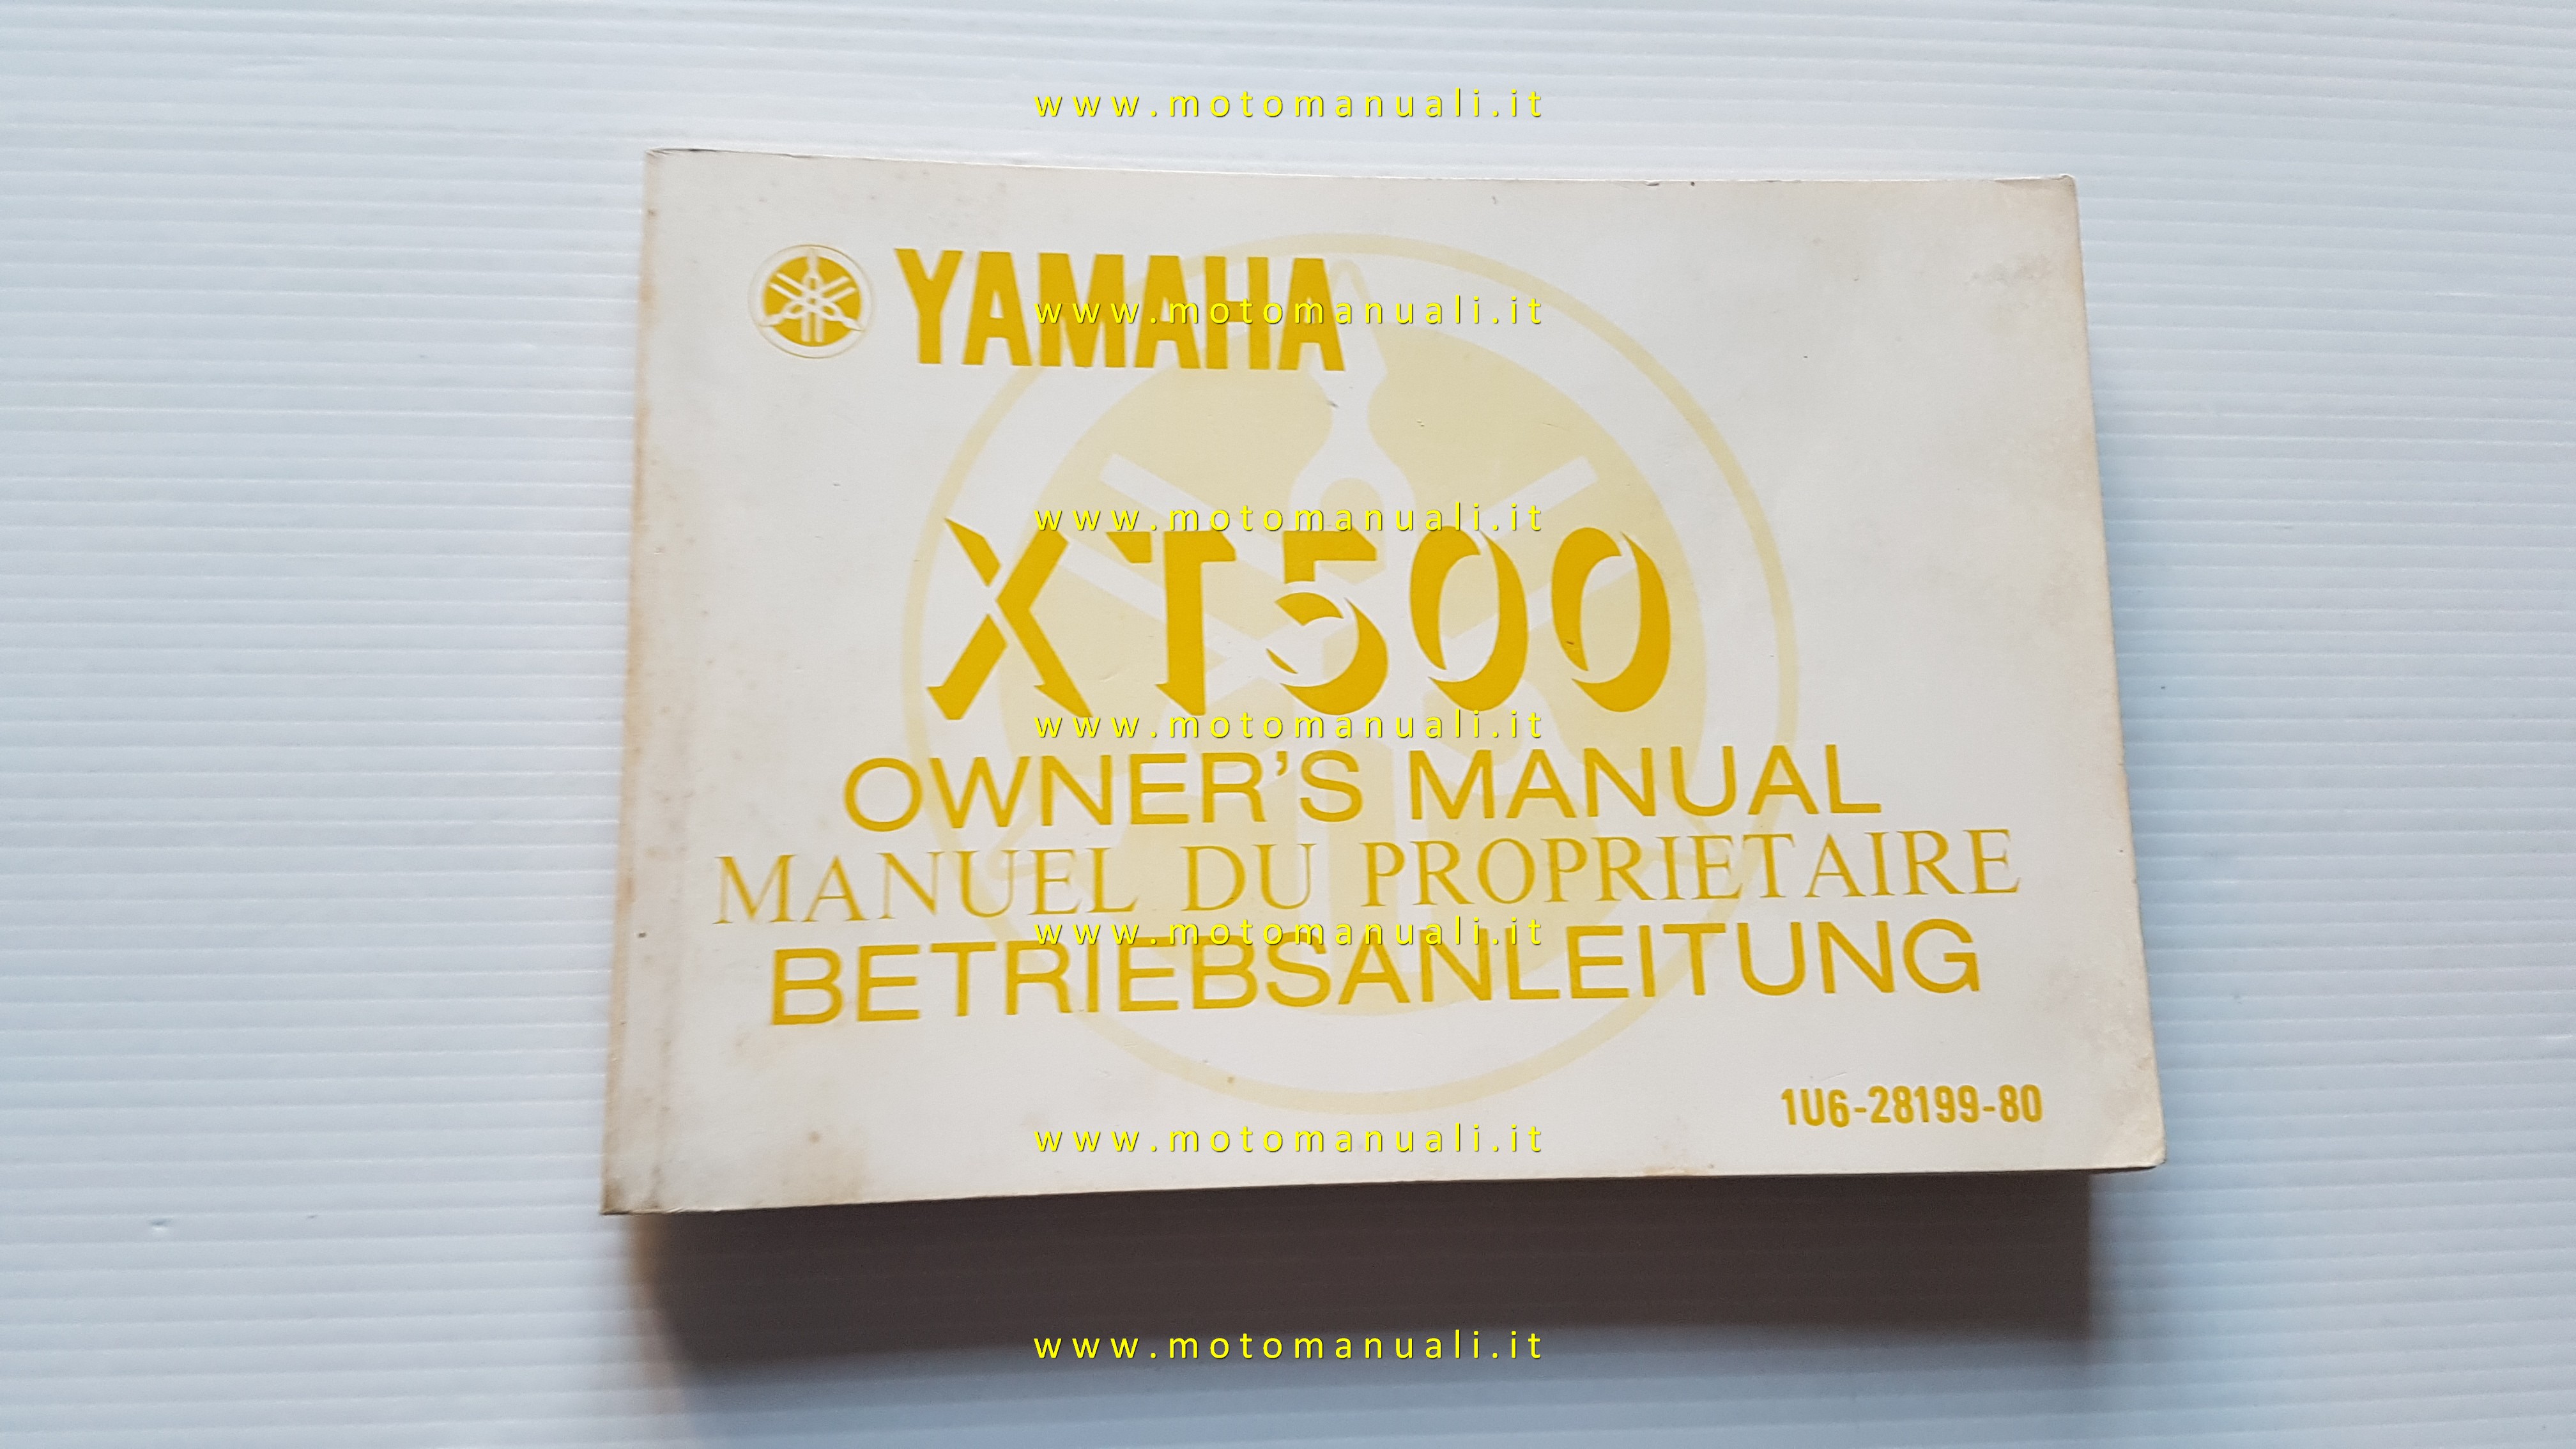 www.motomanuali.it
YAMAHA
www.motomanuali.it
www.motomanuali.it
XT500
www.motomanuali.it
OWNER'S MANUAL
MANUEL DU PROPRIETAIRE
www.motomanuali.it
BETRIEBSANLEITUNG
1U6-28199-80
www.motomanuali.it
www.motomanuali.it